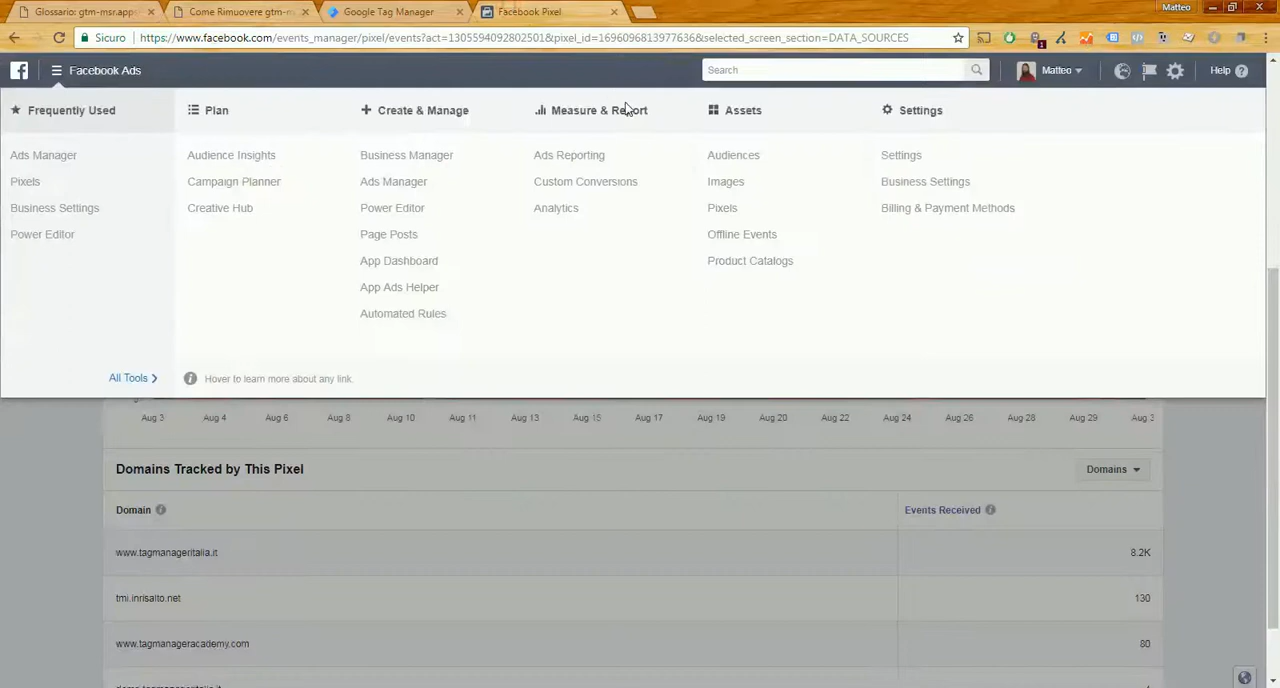 Glossario: gtm-msr.apps
Come Rimuovere gtm-m
Google Tag Manager
Facebook Pixel
Matteo
Sicuro
https://www.facebook.com/events_manager/pixel/events?act=1305594092802501&pixel_id=1696096813977636&selected_screen_section=DATA_SOURCES
Facebook Ads
Search
Matteo
Help
Frequently Used
Plan
Create & Manage
Measure & Report
Assets
Settings
Ads Manager
Audience Insights
Business Manager
Ads Reporting
Audiences
Settings
Pixels
Campaign Planner
Ads Manager
Custom Conversions
Images
Business Settings
Business Settings
Creative Hub
Power Editor
Analytics
Pixels
Billing & Payment Methods
Power Editor
Page Posts
Offline Events
App Dashboard
Product Catalogs
App Ads Helper
Automated Rules
All Tools
Hover to learn more about any link.
Aug 3 Aug 4 Aug 6 Aug 8 Aug 10 Aug 11 Aug 13 Aug 15 Aug 17 Aug 19 Aug 20 Aug 22 Aug 24 Aug 26 Aug 28 Aug 29 Aug 3
Domains Tracked by This Pixel
Domains
Domain
Events Received
www.tagmanageritalia.it
8.2K
tmi.inrisalto.net
130
www.tagmanageracademy.com
80